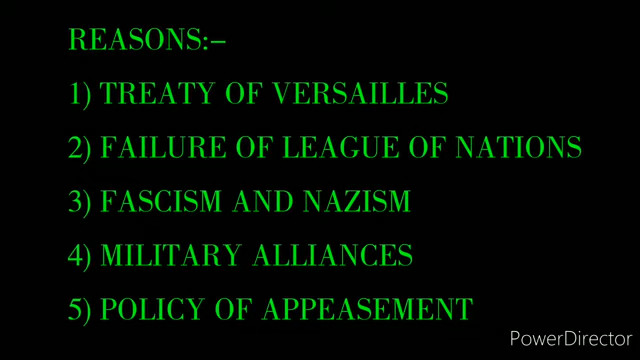 REASONS:–
1) TREATY OF VERSAILLES
2) FAILURE OF LEAGUE OF NATIONS
3) FASCISM AND NAZISM
4) MILITARY ALLIANCES
5) POLICY OF APPEASEMENT
PowerDirector